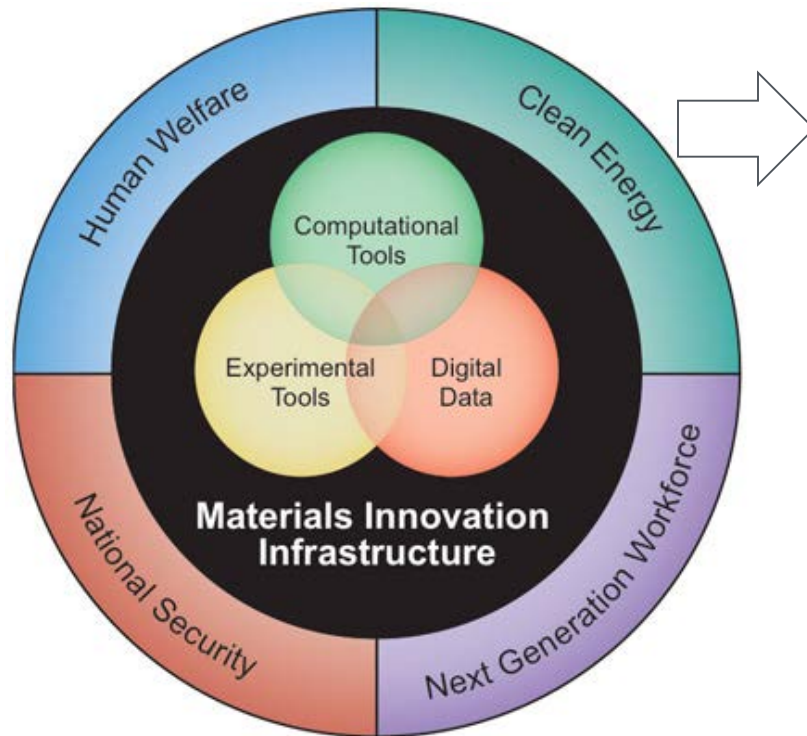 Human Welfare
Clean Energy
Computational
Tools
Experimental
Tools
Digital
Data
Materials Innovation
Infrastructure
National Security
Next Generation Workforce